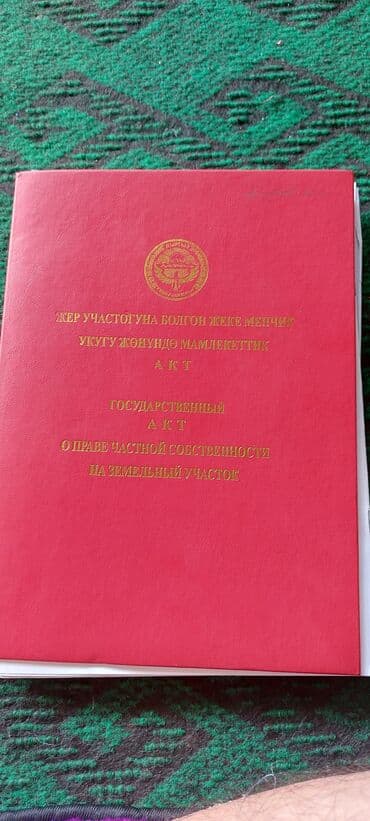 ЖЕР УЧАСТОГУНА БОЛГОН ЖЕКЕ МЕНЧИК
УКУГУ ЖӨНҮНДӨ МАМЛЕКЕТТИК
А К Т
ГОСУДАРСТВЕННЫЙ
А К Т
О ПРАВЕ ЧАСТНОЙ СОБСТВЕННОСТИ
НА ЗЕМЕЛЬНЫЙ УЧАСТОК